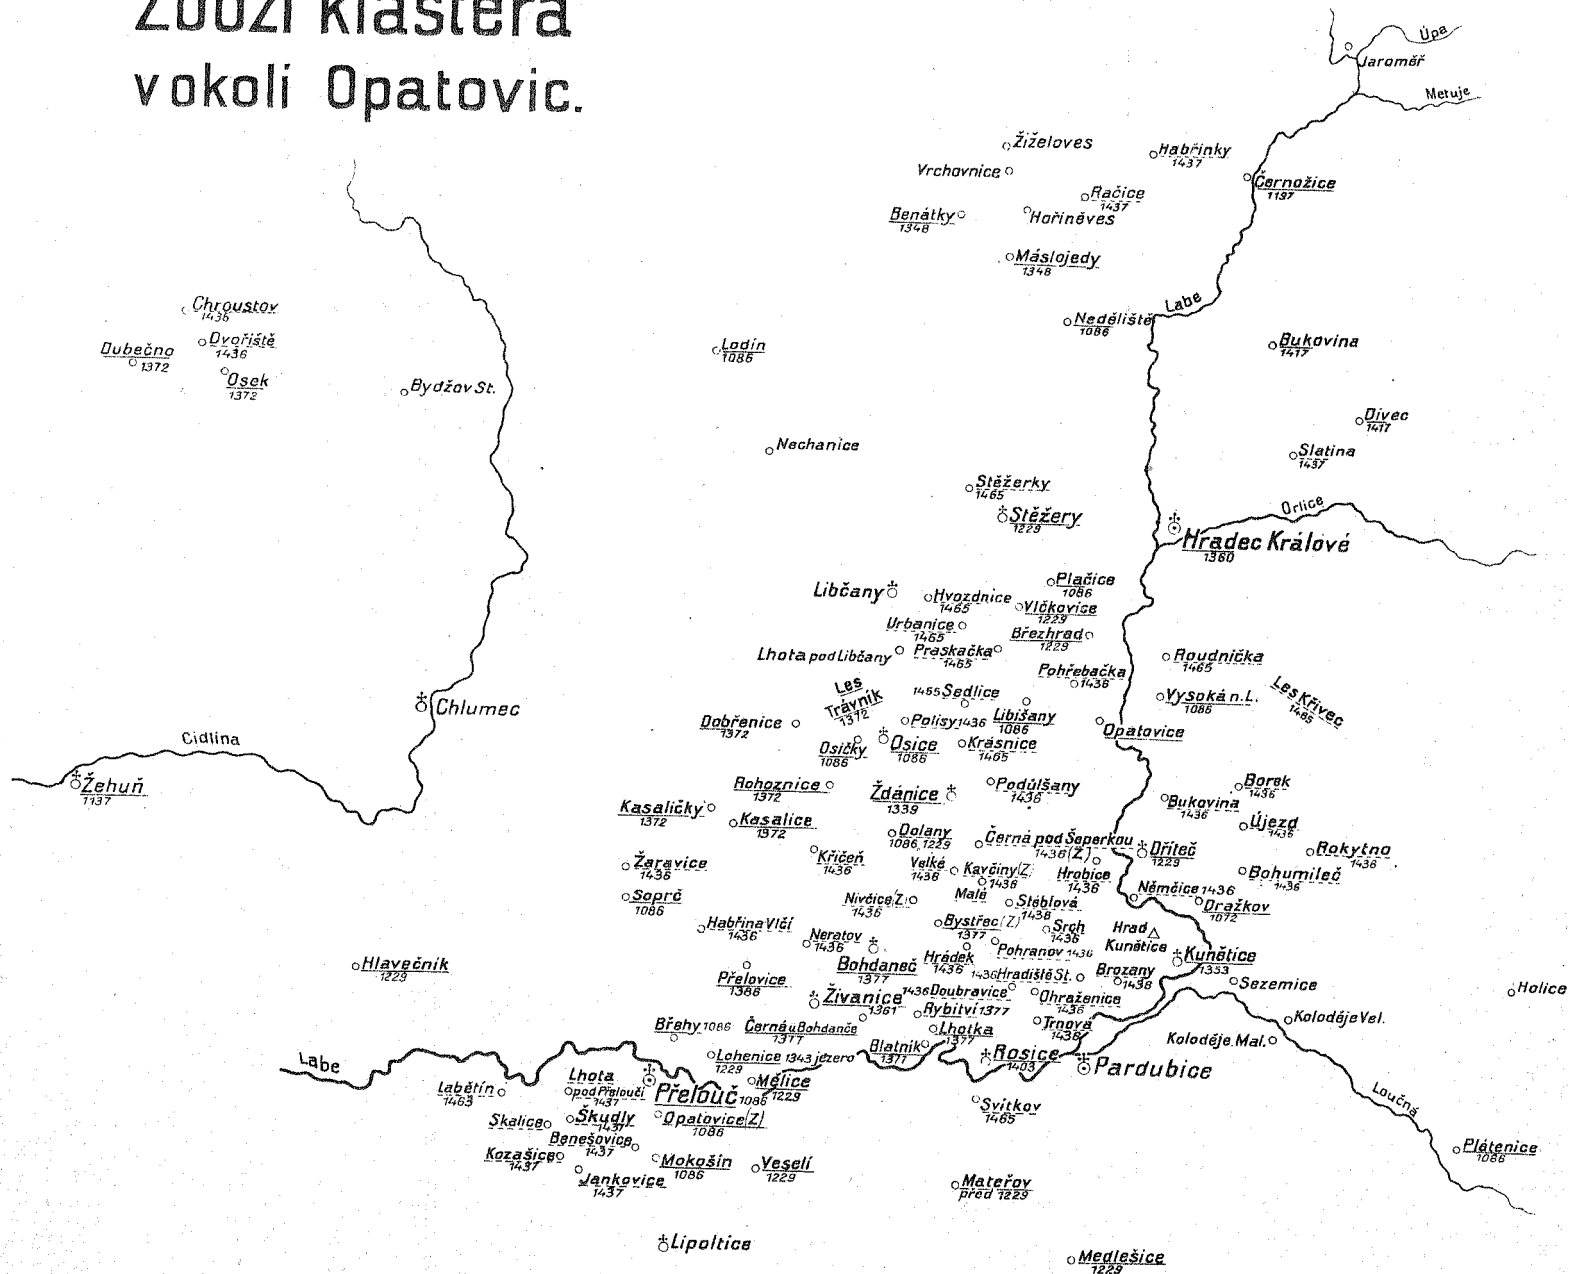 Zboží kláštera
v okolí Opatovic.
Úpa
Jaroměř
Metuje
Žiželoves
Habřinky
1437
Vrchovnice
Černožice
1197
Račice
1437
Benátky
1348
Hořiněves
Máslojedy
1348
Labe
Chroustov
1436
Neděliště
1086
Dvořiště
1436
Dubečno
1372
Lodín
1086
Bukovina
1417
Osek
1372
Bydžov St.
Divec
1417
Nechanice
Slatina
1437
Stěžerky
1465
Stěžery
1229
Orlice
Hradec Králové
1360
Plačice
1086
Libčany
Hvozdnice
1465
Vlčkovice
1229
Urbanice
1465
Březhrad
1229
Lhota pod Libčany
Praskačka
1465
Roudnička
1465
Pohřebačka
1436
Les
Trávník
1372
1465 Sedlice
Vysoká n.L.
1086
Les Křivec
1465
Chlumec
Dobřenice
1372
Polisy 1436
Libišany
1086
Opatovice
Cidlina
Osičky
1086
Osice
1086
Krásnice
1465
Žehuň
1137
Rohoznice
1372
Ždánice
1339
Podůlšany
1436
Borek
1436
Bukovina
1436
Kasaličky
1372
Kasalice
1372
Újezd
1436
Dolany
1086, 1229
Černá pod Šeperkou
1436 (Z)
Dříteč
1229
Rokytno
1436
Žaravice
1436
Křičeň
1436
Velké
1436
Kavčiny (Z)
1436
Malé
Hrobice
1436
Bohumileč
1436
Soprč
1086
Nivčice (Z)
1436
Stéblová
1436
Němčice 1436
Dražkov
1072
Habřina Vlčí
1436
Bystřec (Z)
1377
Srch
1436
Hrad
Kunětice
Neratov
1436
Pohranov 1436
Kunětice
1353
Hlavečník
1229
Bohdaneč
1377
Hrádek
1436
1436 Hradiště St.
Brozany
1436
Přelovice
1386
Sezemice
Holice
Živanice
1361
1436 Doubravice
Ohraženice
1436
Rybitví 1377
Koloděje Vel.
Břehy 1086
Černá u Bohdanče
1377
Lhotka
1377
Trnová
1436
Koloděje Mal.
Blatník
1377
Labe
Lohenice
1229
1343 jezero
Rosice
1403
Pardubice
Labětín
1463
Lhota
pod Přeloučí
1437
Přelouč 1086
Mělice
1229
Loučná
Svítkov
1465
Skalice
Škudly
1437
Opatovice (Z)
1086
Benešovice
1437
Plátenice
1086
Kozašice
1437
Mokošín
1086
Veselí
1229
Jankovice
1437
Mateřov
před 1229
Lipoltice
Medlešice
1229